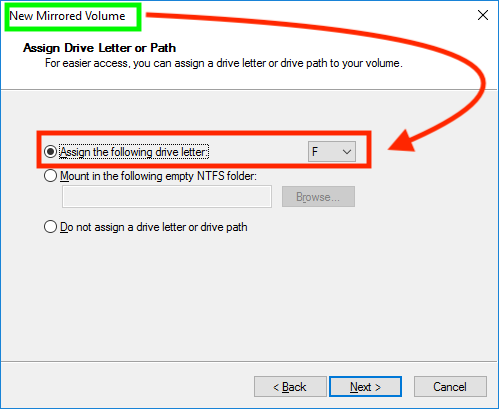 New Mirrored Volume
Assign Drive Letter or Path
For easier access, you can assign a drive letter or drive path to your volume.
Assign the following drive letter: F
Mount in the following empty NTFS folder:
Browse...
Do not assign a drive letter or drive path
< Back Next > Cancel